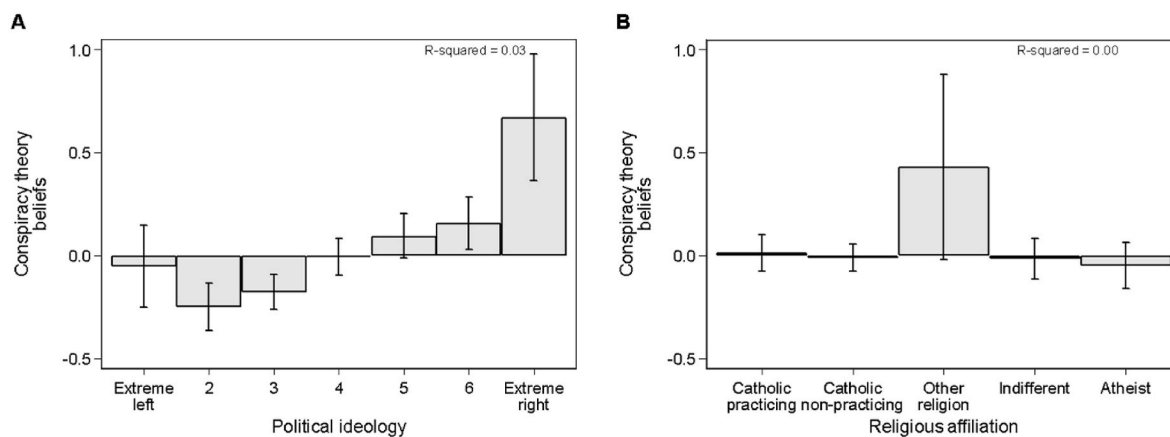 A
R-squared = 0.03
1.0
0.5
0.0
-0.5
Conspiracy theory
beliefs
Extreme
left
2
3
4
5
6
Extreme
right
Political ideology
B
R-squared = 0.00
1.0
0.5
0.0
-0.5
Conspiracy theory
beliefs
Catholic
practicing
Catholic
non-practicing
Other
religion
Indifferent
Atheist
Religious affiliation